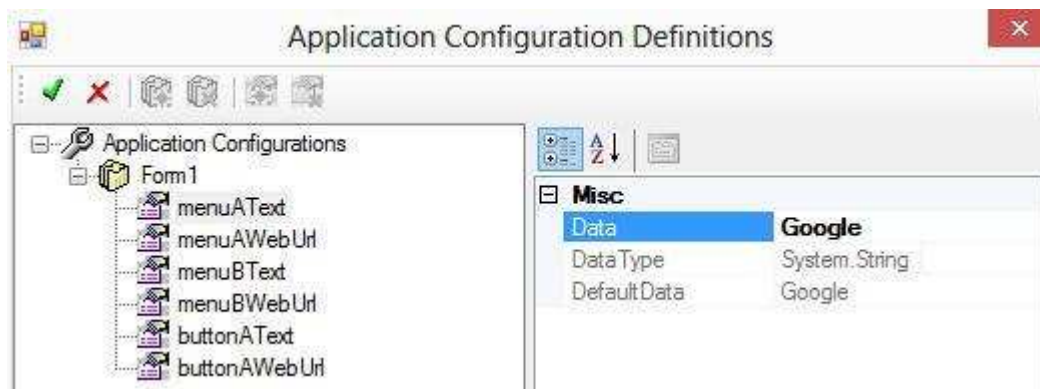 Application Configuration Definitions
Application Configurations
Form1
menuAText
menuAWebUrl
menuBText
menuBWebUrl
buttonAText
buttonAWebUrl
A
Z
Misc
Data Google
DataType System.String
DefaultData Google